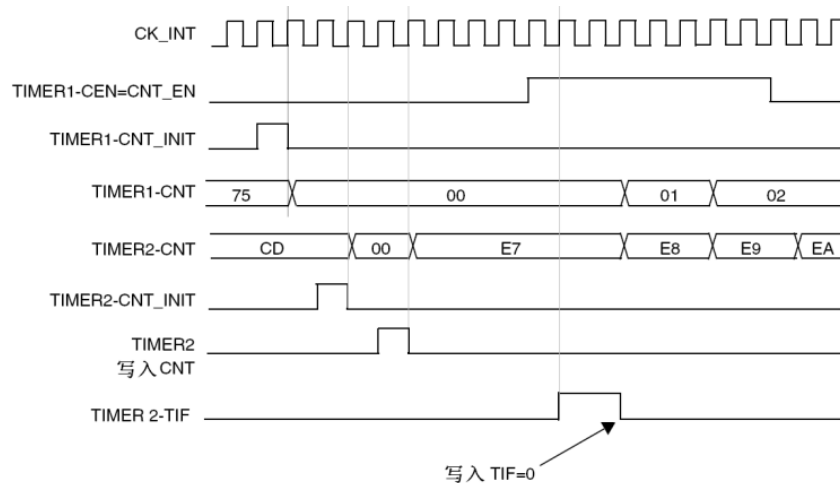 CK_INT
TIMER1-CEN=CNT_EN
TIMER1-CNT_INIT
TIMER1-CNT 75 00 01 02
TIMER2-CNT CD 00 E7 E8 E9 EA
TIMER2-CNT_INIT
TIMER2
写入CNT
TIMER 2-TIF
写入 TIF=0